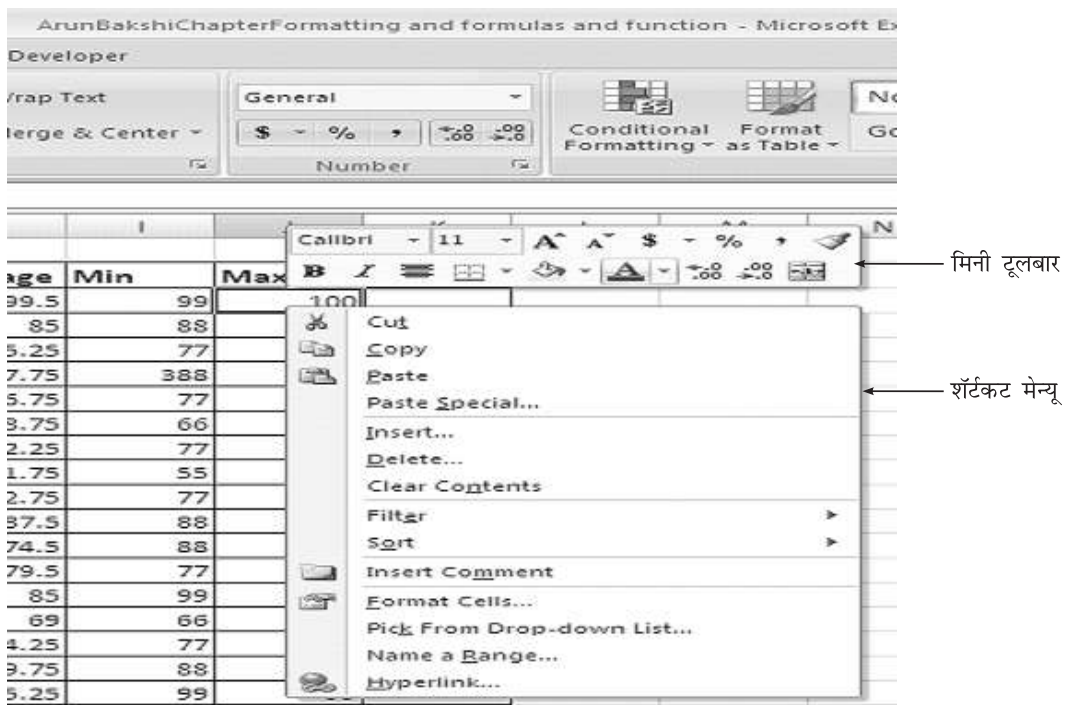 ArunBakshiChapterFormatting and formulas and function - Microsoft Ex
Developer
Wrap Text
General
Merge & Center
$ % ,
Conditional Formatting
Format as Table
No
Go
Number
I
N
Calibri 11 A A $ % ,
B I A
मिनी टूलबार
age Min Max
99.5 99 100
85 88
5.25 77
7.75 388
5.75 77
3.75 66
2.25 77
1.75 55
2.75 77
37.5 88
74.5 88
79.5 77
85 99
69 66
4.25 77
9.75 88
5.25 99
Cut
Copy
Paste
शॅर्टकट मेन्यू
Paste Special...
Insert...
Delete...
Clear Contents
Filter
Sort
Insert Comment
Format Cells...
Pick From Drop-down List...
Name a Range...
Hyperlink...